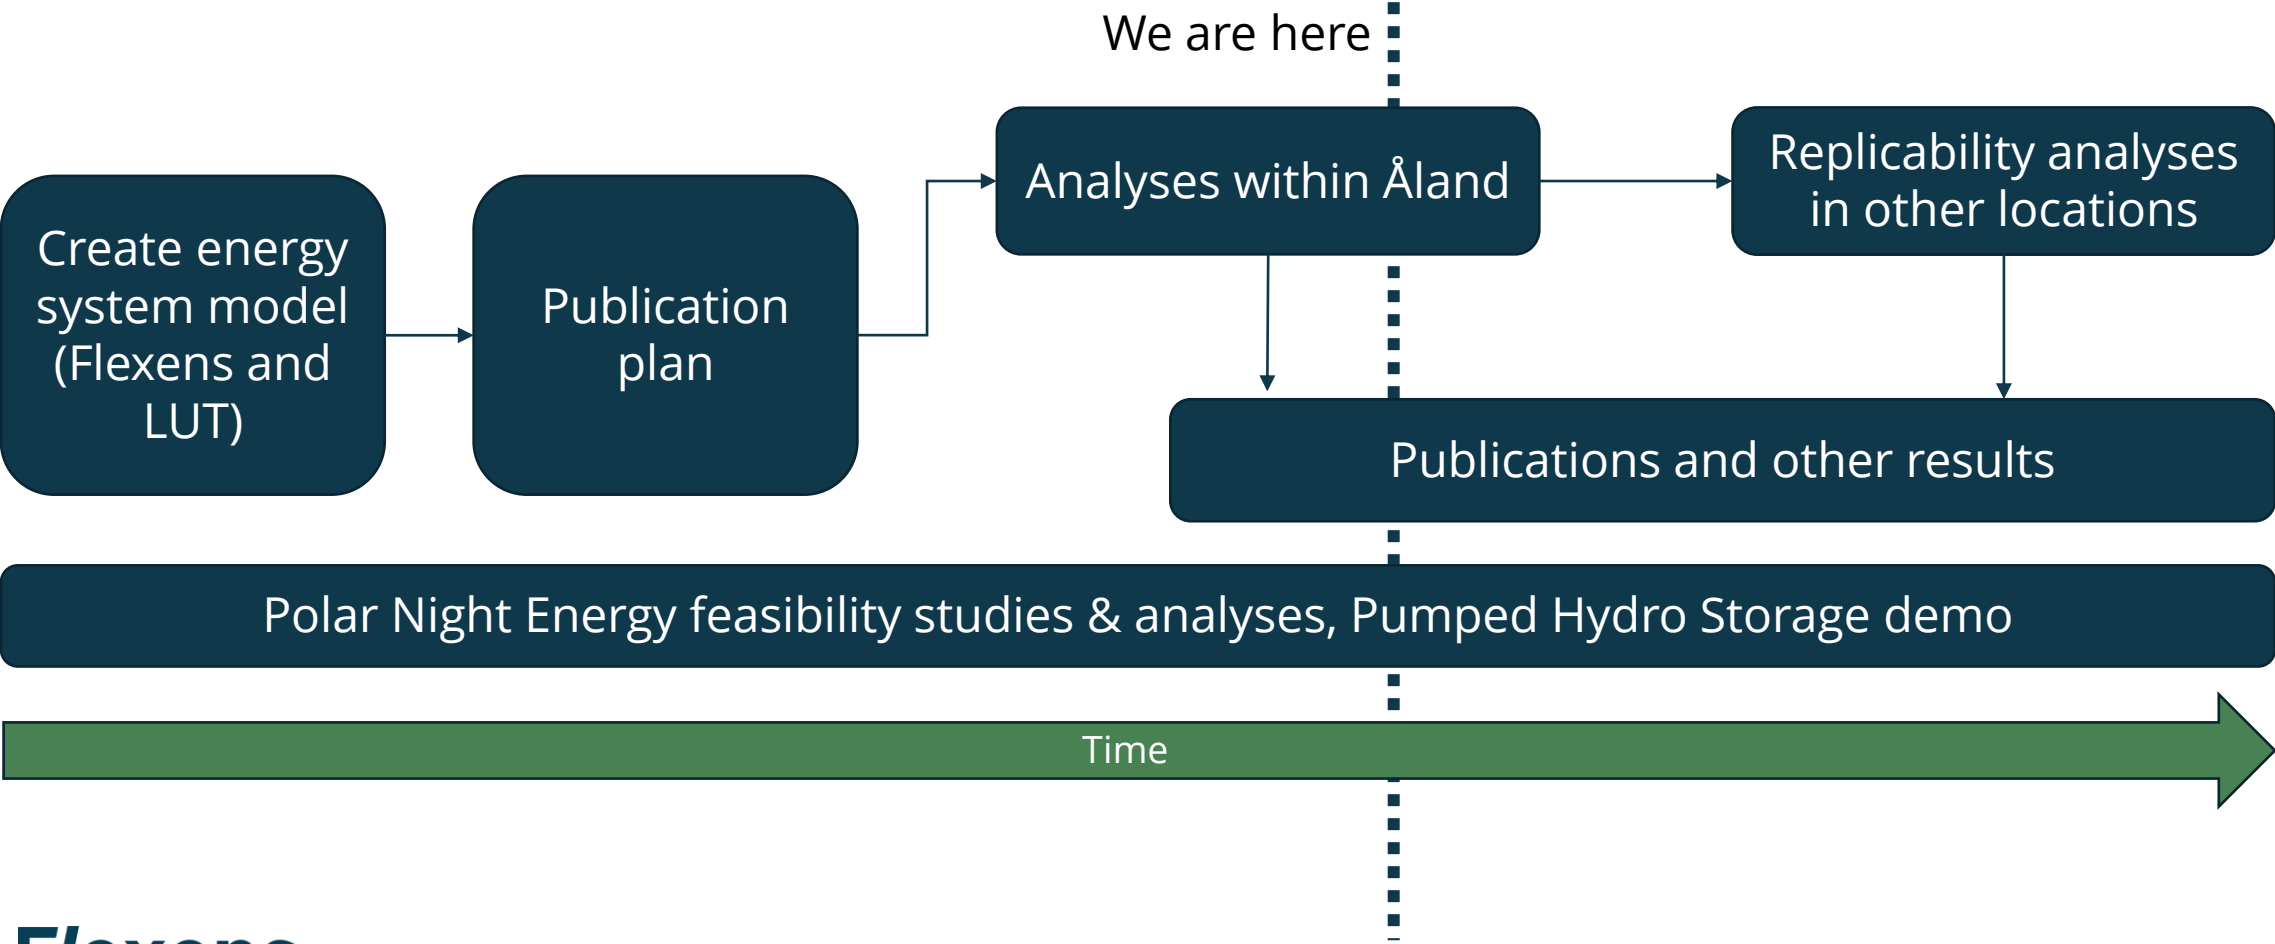 We are here
Create energy
system model
(Flexens and
LUT)
Publication
plan
Analyses within Åland
Replicability analyses
in other locations
Publications and other results
Polar Night Energy feasibility studies & analyses, Pumped Hydro Storage demo
Time
Flexens